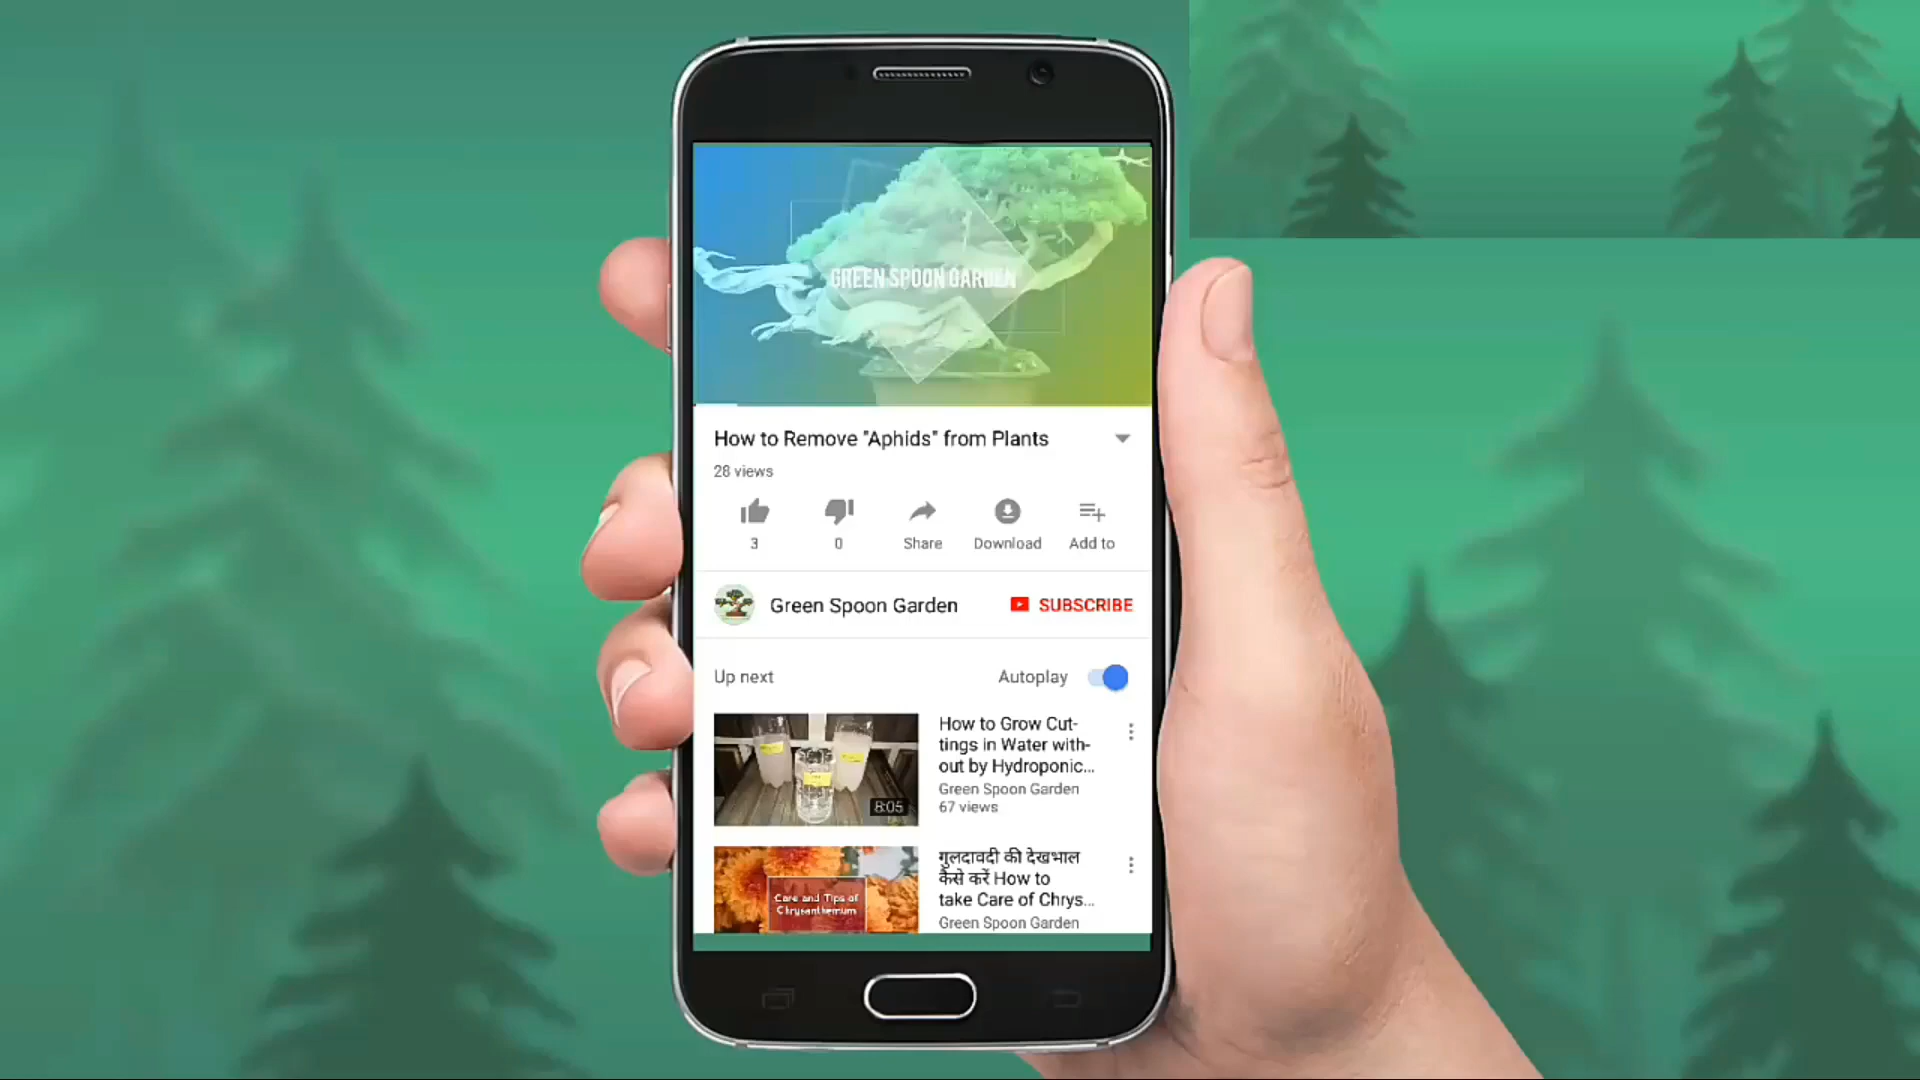 GREEN SPOON GARDEN
How to Remove "Aphids" from Plants
28 views
3
0
Share
Download
Add to
Green Spoon Garden
SUBSCRIBE
Up next
Autoplay
8:05
How to Grow Cut-
tings in Water with-
out by Hydroponic...
Green Spoon Garden
67 views
Care and Tips of
Chrysanthemum
गुलदावदी की देखभाल
कैसे करें How to
take Care of Chrys...
Green Spoon Garden